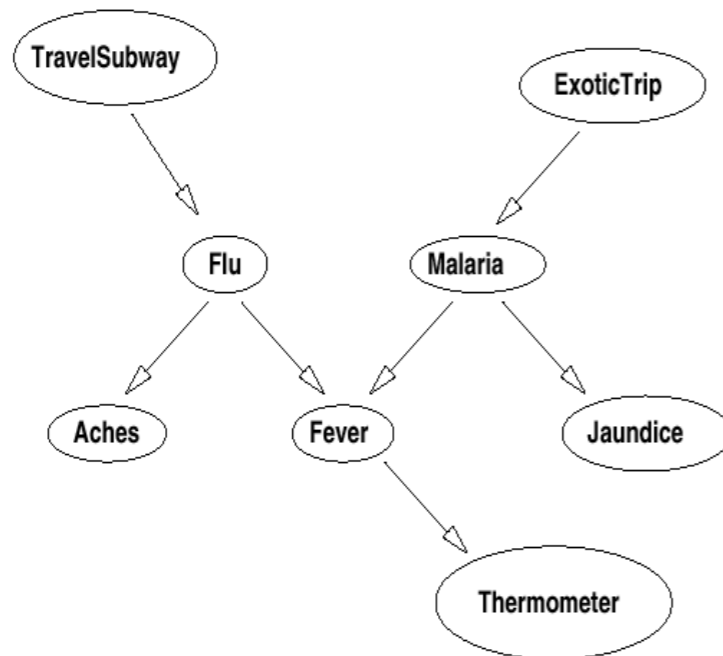 TravelSubway
ExoticTrip
Flu
Malaria
Aches
Fever
Jaundice
Thermometer